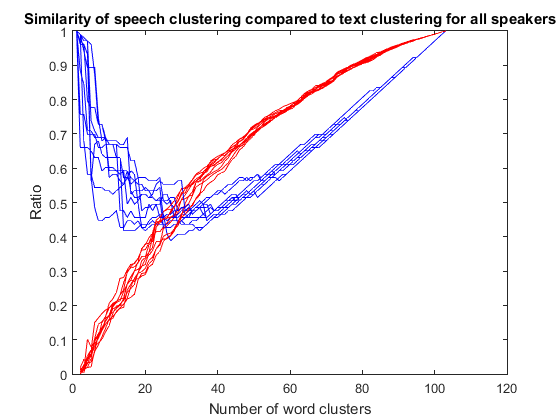 Similarity of speech clustering compared to text clustering for all speakers
1
0.9
0.8
0.7
0.6
0.5
0.4
0.3
0.2
0.1
0
Ratio
0 20 40 60 80 100 120
Number of word clusters